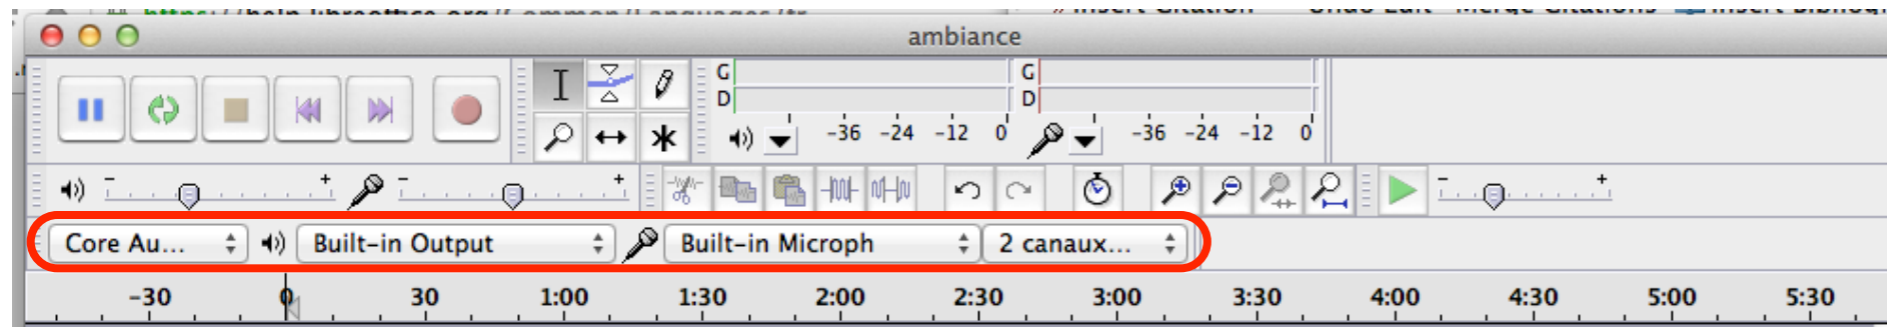 ambiance
G G
D D
-36 -24 -12 0 -36 -24 -12 0
- + - + - +
Core Au... Built-in Output Built-in Microph 2 canaux...
-30 0 30 1:00 1:30 2:00 2:30 3:00 3:30 4:00 4:30 5:00 5:30